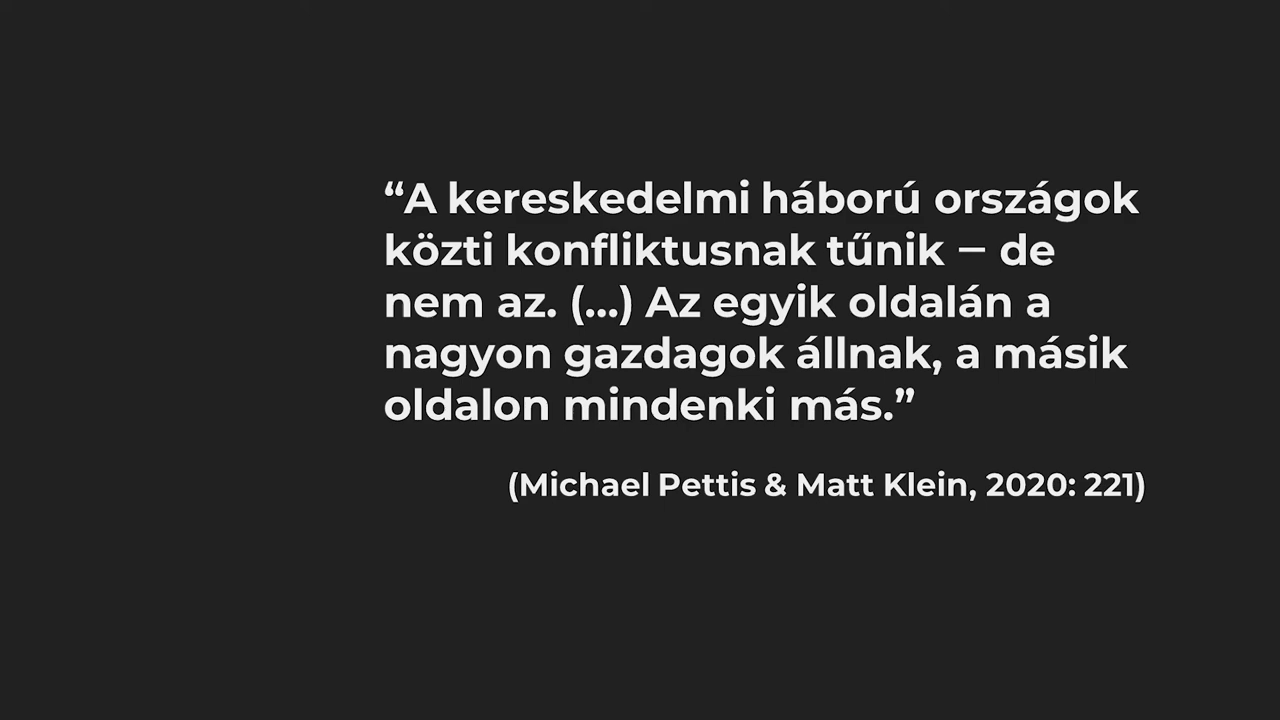 “A kereskedelmi háború országok
közti konfliktusnak tűnik – de
nem az. (...) Az egyik oldalán a
nagyon gazdagok állnak, a másik
oldalon mindenki más.”
(Michael Pettis & Matt Klein, 2020: 221)